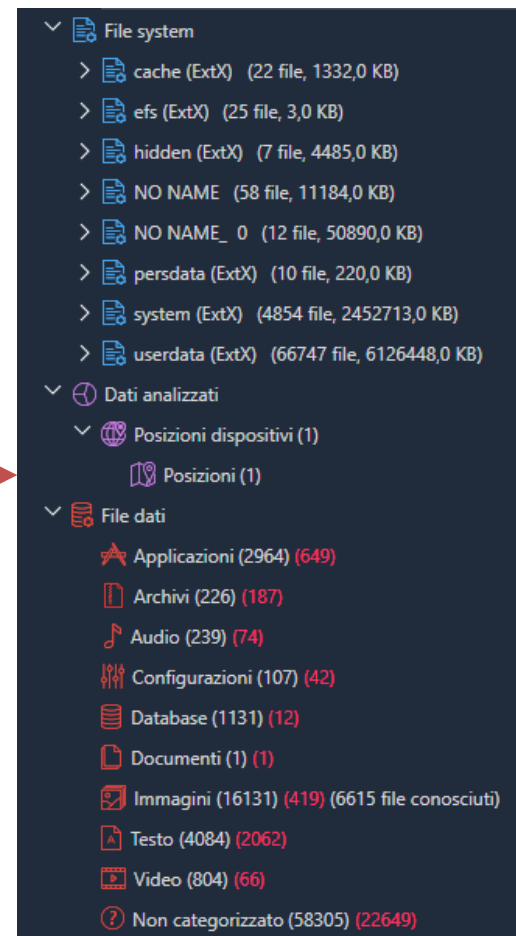 File system
cache (ExtX) (22 file, 1332,0 KB)
efs (ExtX) (25 file, 3,0 KB)
hidden (ExtX) (7 file, 4485,0 KB)
NO NAME (58 file, 11184,0 KB)
NO NAME_ 0 (12 file, 50890,0 KB)
persdata (ExtX) (10 file, 220,0 KB)
system (ExtX) (4854 file, 2452713,0 KB)
userdata (ExtX) (66747 file, 6126448,0 KB)
Dati analizzati
Posizioni dispositivi (1)
Posizioni (1)
File dati
Applicazioni (2964) (649)
Archivi (226) (187)
Audio (239) (74)
Configurazioni (107) (42)
Database (1131) (12)
Documenti (1) (1)
Immagini (16131) (419) (6615 file conosciuti)
Testo (4084) (2062)
Video (804) (66)
Non categorizzato (58305) (22649)